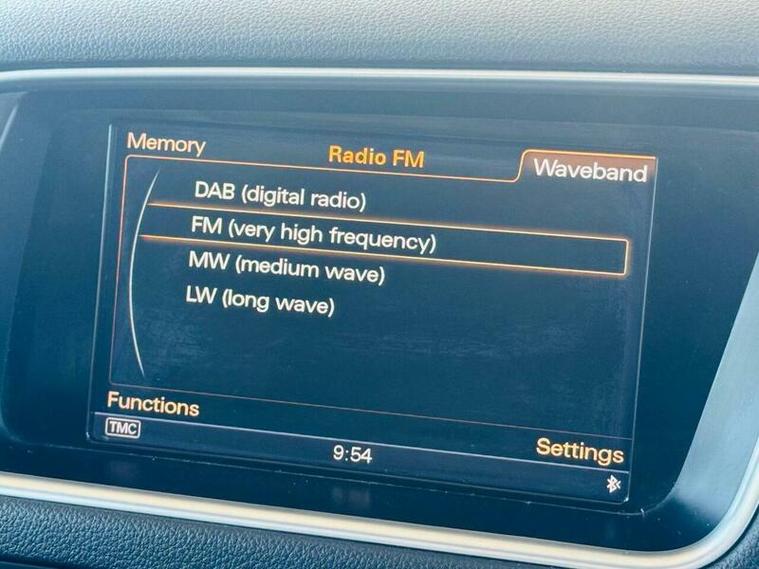 Memory
Radio FM
Waveband
DAB (digital radio)
FM (very high frequency)
MW (medium wave)
LW (long wave)
Functions
Settings
TMC
9:54